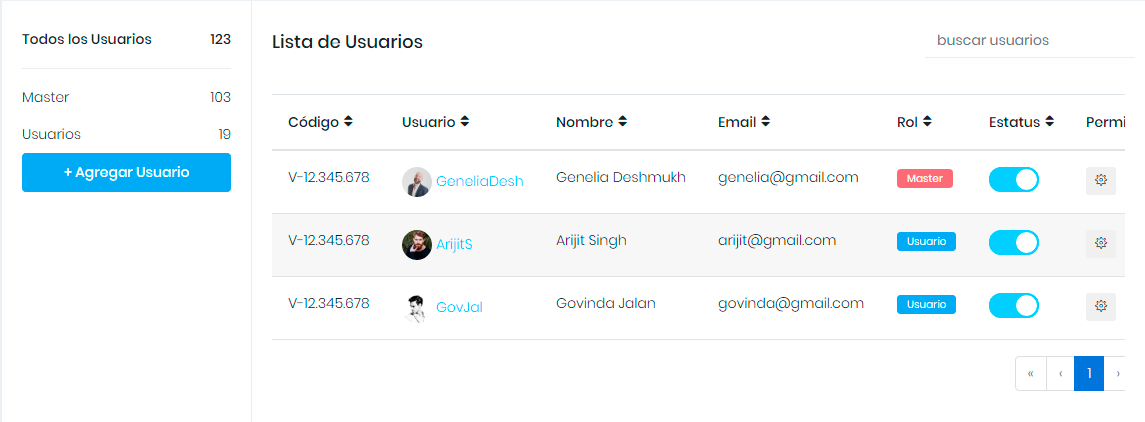 Todos los Usuarios 123
Master 103
Usuarios 19
+ Agregar Usuario
Lista de Usuarios
buscar usuarios
Código Usuario Nombre Email Rol Estatus Permi
V-12.345.678 GeneliaDesh Genelia Deshmukh genelia@gmail.com Master
V-12.345.678 ArijitS Arijit Singh arijit@gmail.com Usuario
V-12.345.678 GovJal Govinda Jalan govinda@gmail.com Usuario
« ‹ 1 ›